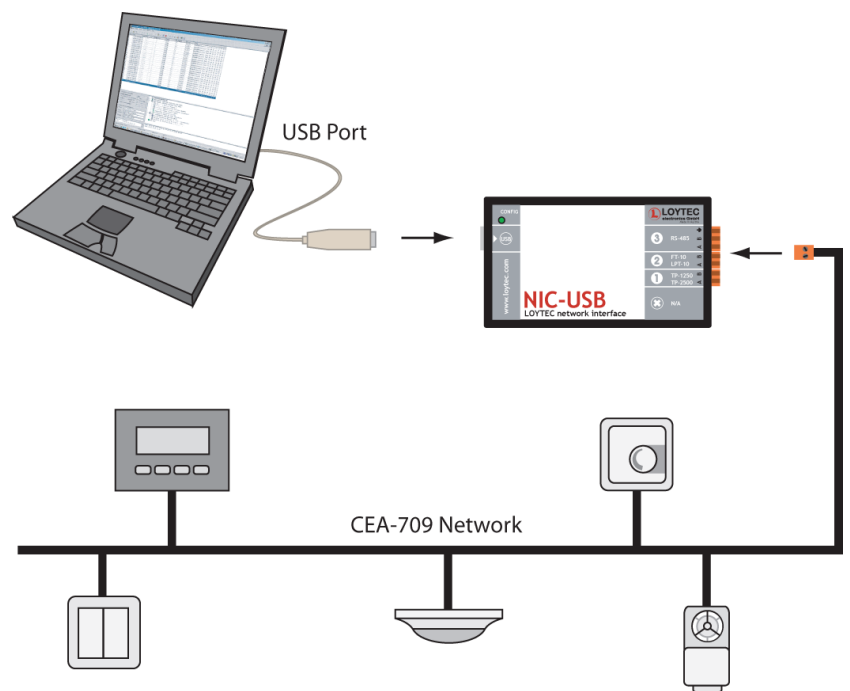 USB Port
CONFIG
USB
www.loytec.com
LOYTEC
electronics GmbH
3 RS-485
2 FT-10
LPT-10
1 TP-1250
TP-2500
N/A
NIC-USB
LOYTEC network interface
CEA-709 Network